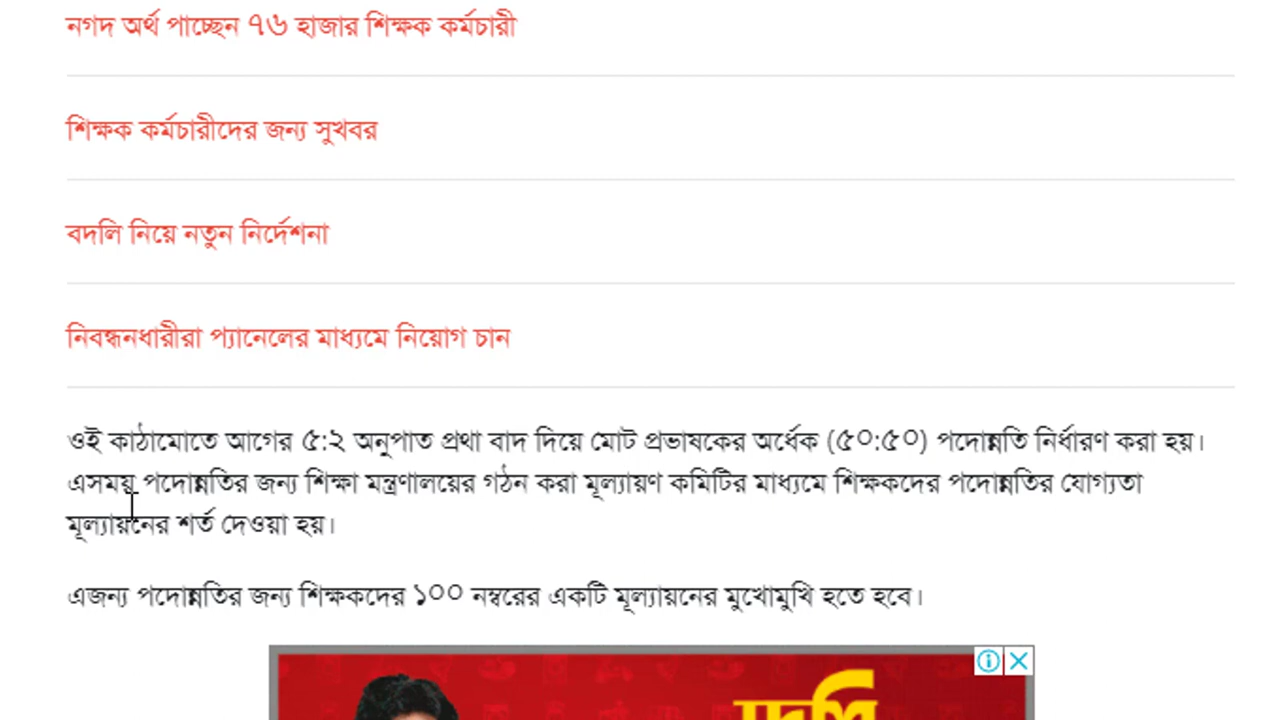 নগদ অর্থ পাচ্ছেন ৭৬ হাজার শিক্ষক কর্মচারী
শিক্ষক কর্মচারীদের জন্য সুখবর
বদলি নিয়ে নতুন নির্দেশনা
নিবন্ধনধারীরা প্যানেলের মাধ্যমে নিয়োগ চান
ওই কাঠামোতে আগের ৫:২ অনুপাত প্রথা বাদ দিয়ে মোট প্রভাষকের অর্ধেক (৫০:৫০) পদোন্নতি নির্ধারণ করা হয়।
এসময় পদোন্নতির জন্য শিক্ষা মন্ত্রণালয়ের গঠন করা মূল্যায়ণ কমিটির মাধ্যমে শিক্ষকদের পদোন্নতির যোগ্যতা
মূল্যায়নের শর্ত দেওয়া হয়।
এজন্য পদোন্নতির জন্য শিক্ষকদের ১০০ নম্বরের একটি মূল্যায়নের মুখোমুখি হতে হবে।